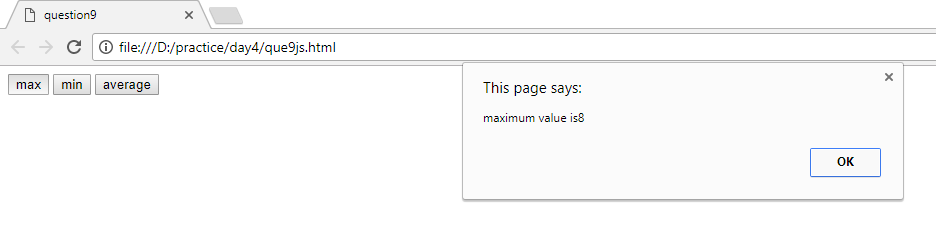 question9
file:///D:/practice/day4/que9js.html
max min average
This page says:
maximum value is8
OK